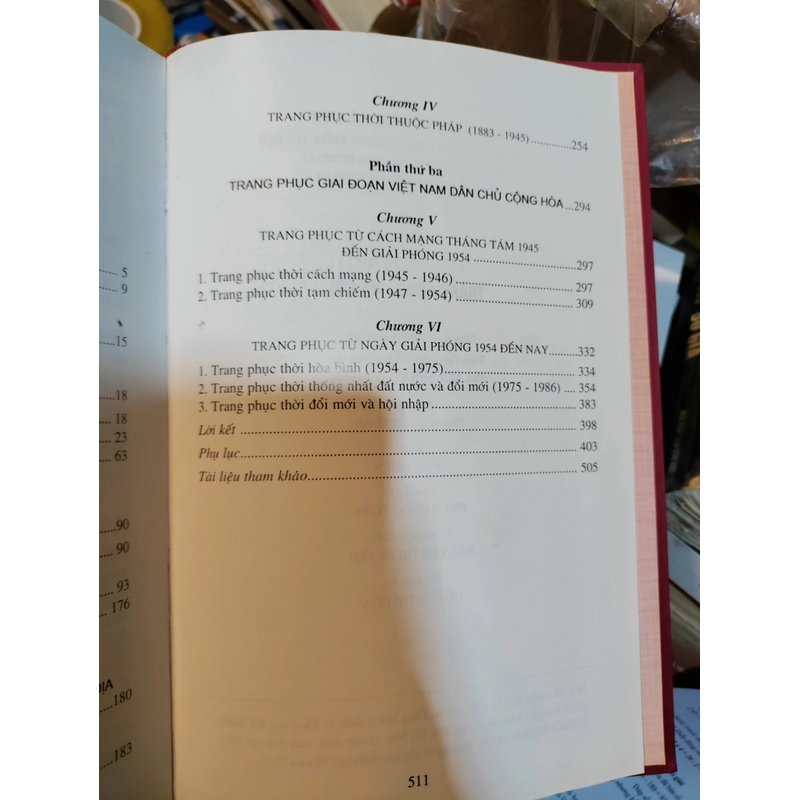 5
9
15
18
18
23
63
90
90
93
176
ĐỊA
180
183
Chương IV
TRANG PHỤC THỜI THUỘC PHÁP (1883 - 1945).............254
Phần thứ ba
TRANG PHỤC GIAI ĐOẠN VIỆT NAM DÂN CHỦ CỘNG HÒA...294
Chương V
TRANG PHỤC TỪ CÁCH MẠNG THÁNG TÁM 1945
ĐẾN GIẢI PHÓNG 1954.....................297
1. Trang phục thời cách mạng (1945 - 1946)........................297
2. Trang phục thời tạm chiếm (1947 - 1954)........................309
Chương VI
TRANG PHỤC TỪ NGÀY GIẢI PHÓNG 1954 ĐẾN NAY.........332
1. Trang phục thời hòa bình (1954 - 1975)..........................334
2. Trang phục thời thống nhất đất nước và đổi mới (1975 - 1986) .... 354
3. Trang phục thời đổi mới và hội nhập..............................383
Lời kết ..............................398
Phụ lục..............................403
Tài liệu tham khảo..............................505
511